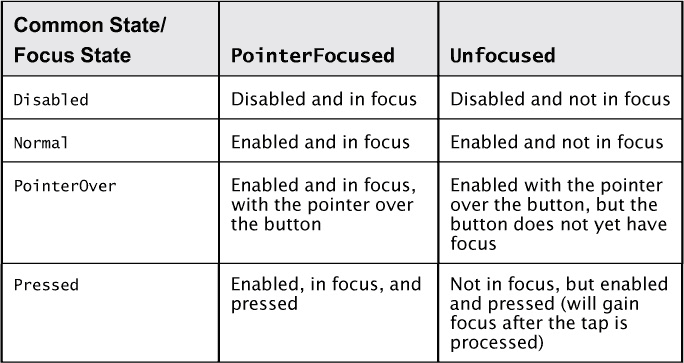 Common State/
Focus State
PointerFocused
Unfocused
Disabled
Disabled and in focus
Disabled and not in focus
Normal
Enabled and in focus
Enabled and not in focus
PointerOver
Enabled and in focus,
with the pointer over
the button
Enabled with the pointer
over the button, but the
button does not yet have
focus
Pressed
Enabled, in focus, and
pressed
Not in focus, but enabled
and pressed (will gain
focus after the tap is
processed)